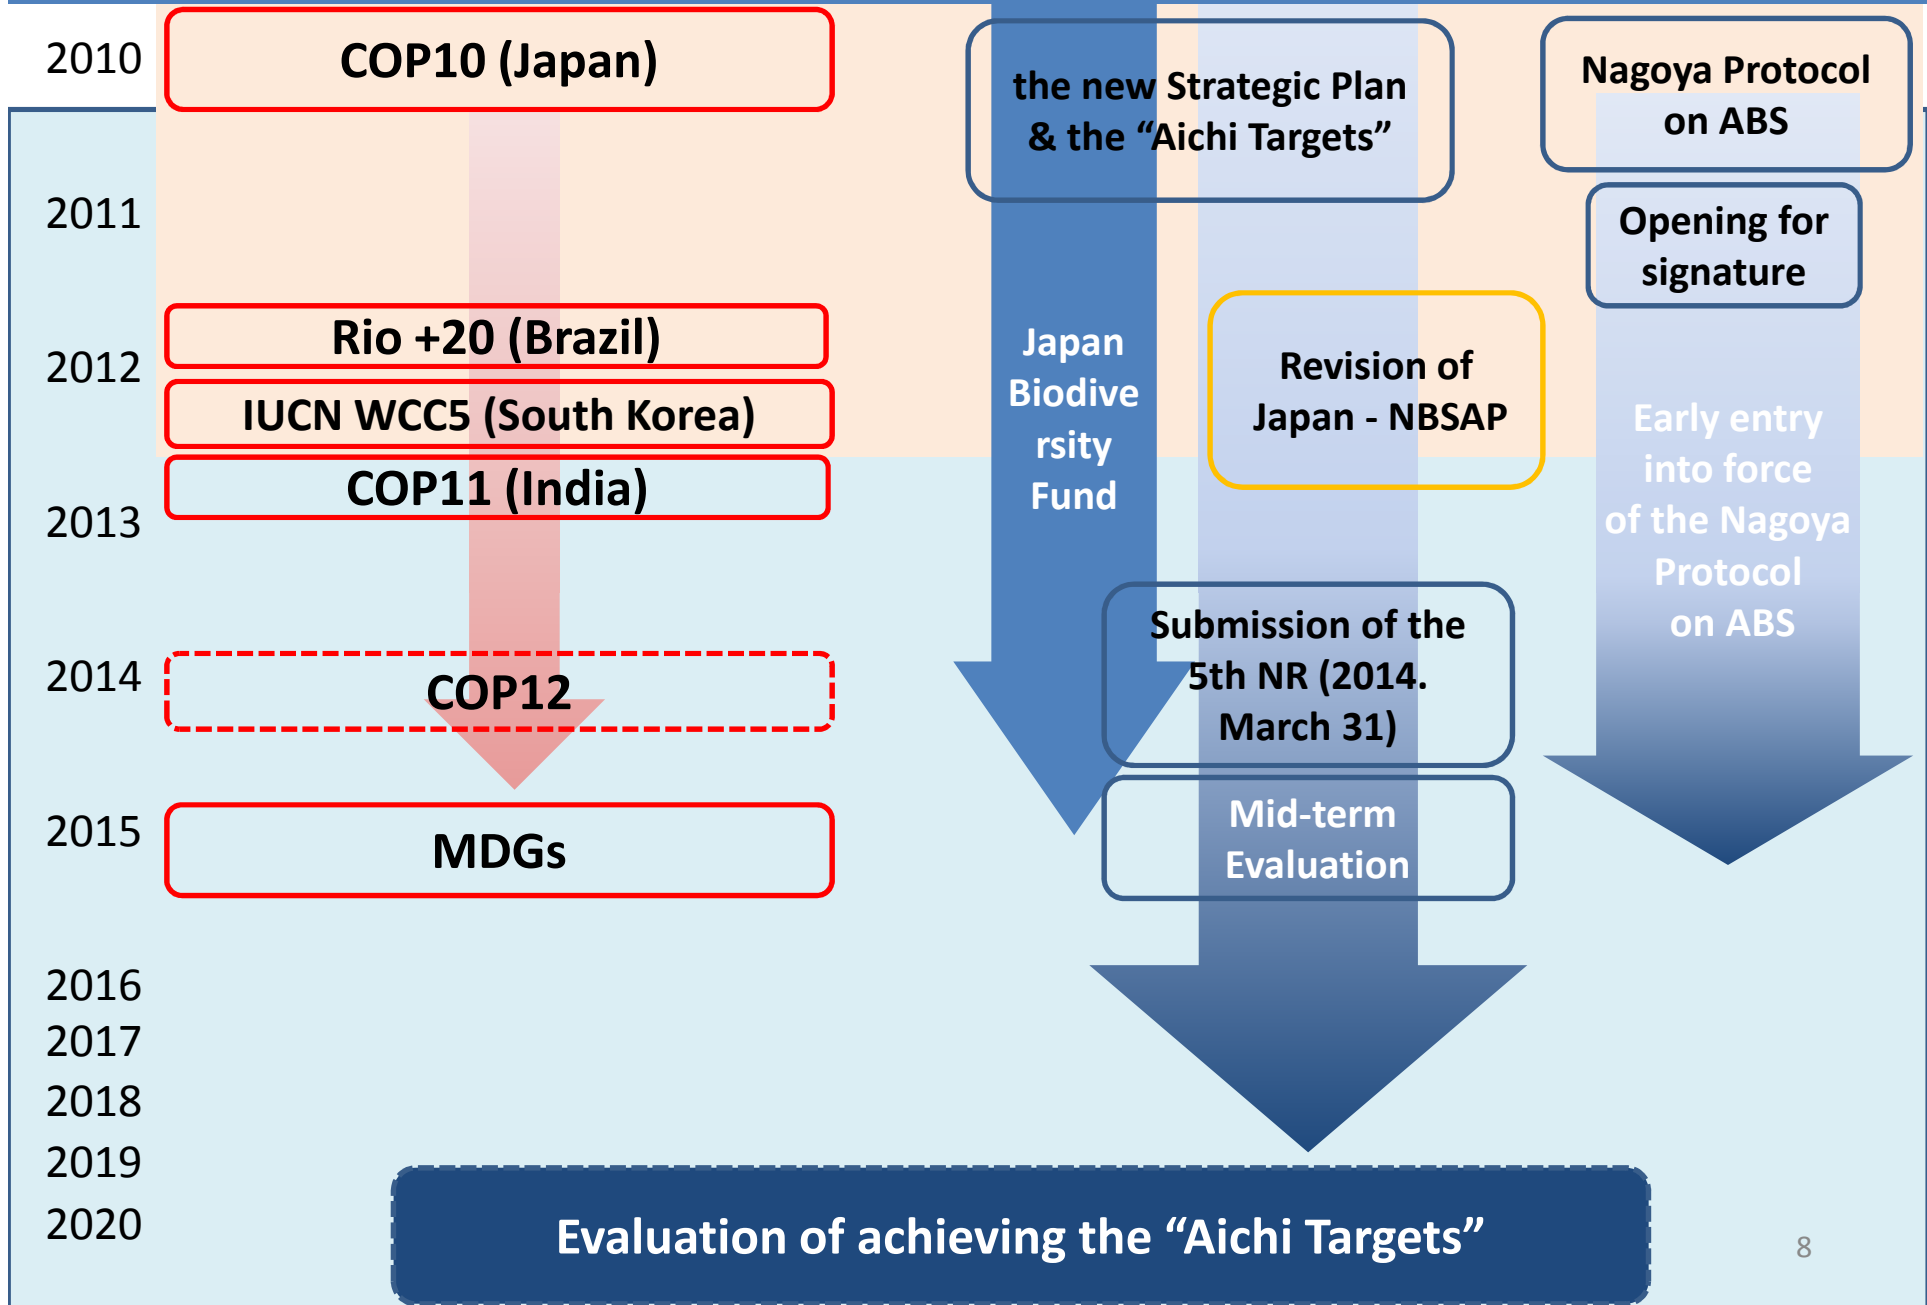 2010
COP10 (Japan)
the new Strategic Plan
& the “Aichi Targets”
Nagoya Protocol
on ABS
2011
Opening for
signature
Rio +20 (Brazil)
2012
IUCN WCC5 (South Korea)
COP11 (India)
2013
Japan
Biodive
rsity
Fund
Revision of
Japan - NBSAP
Early entry
into force
of the Nagoya
Protocol
on ABS
2014
COP12
Submission of the
5th NR (2014.
March 31)
2015
MDGs
Mid-term
Evaluation
2016
2017
2018
2019
2020
Evaluation of achieving the “Aichi Targets”
8